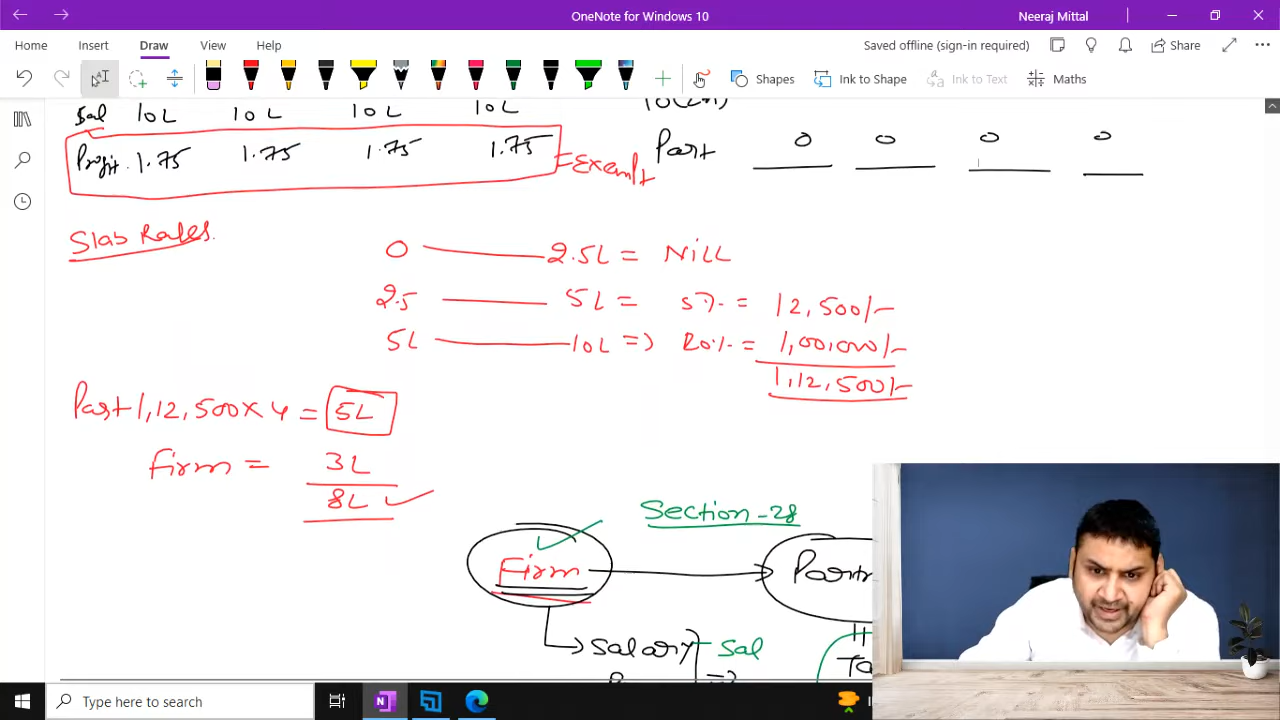 OneNote for Windows 10
Neeraj Mittal
Home Insert Draw View Help
Saved offline (sign in required)
Share
Shapes
Ink to Shape
Ink to Text
Maths
Sal 10L 10L 10L 10L
Profit 1.75 1.75 1.75 1.75 = Exempt
Part 0 0 0 0
Slab Rates
0 2.5L = NiLL
2.5 5L = 5% = 12,500/-
5L 10L => 20% = 1,00,000/-
1,12,500/-
Part 1,12,500 x 4 = 5L
Firm = 3L
8L ✓
Section-28
Firm
Salary
Sal
Type here to search